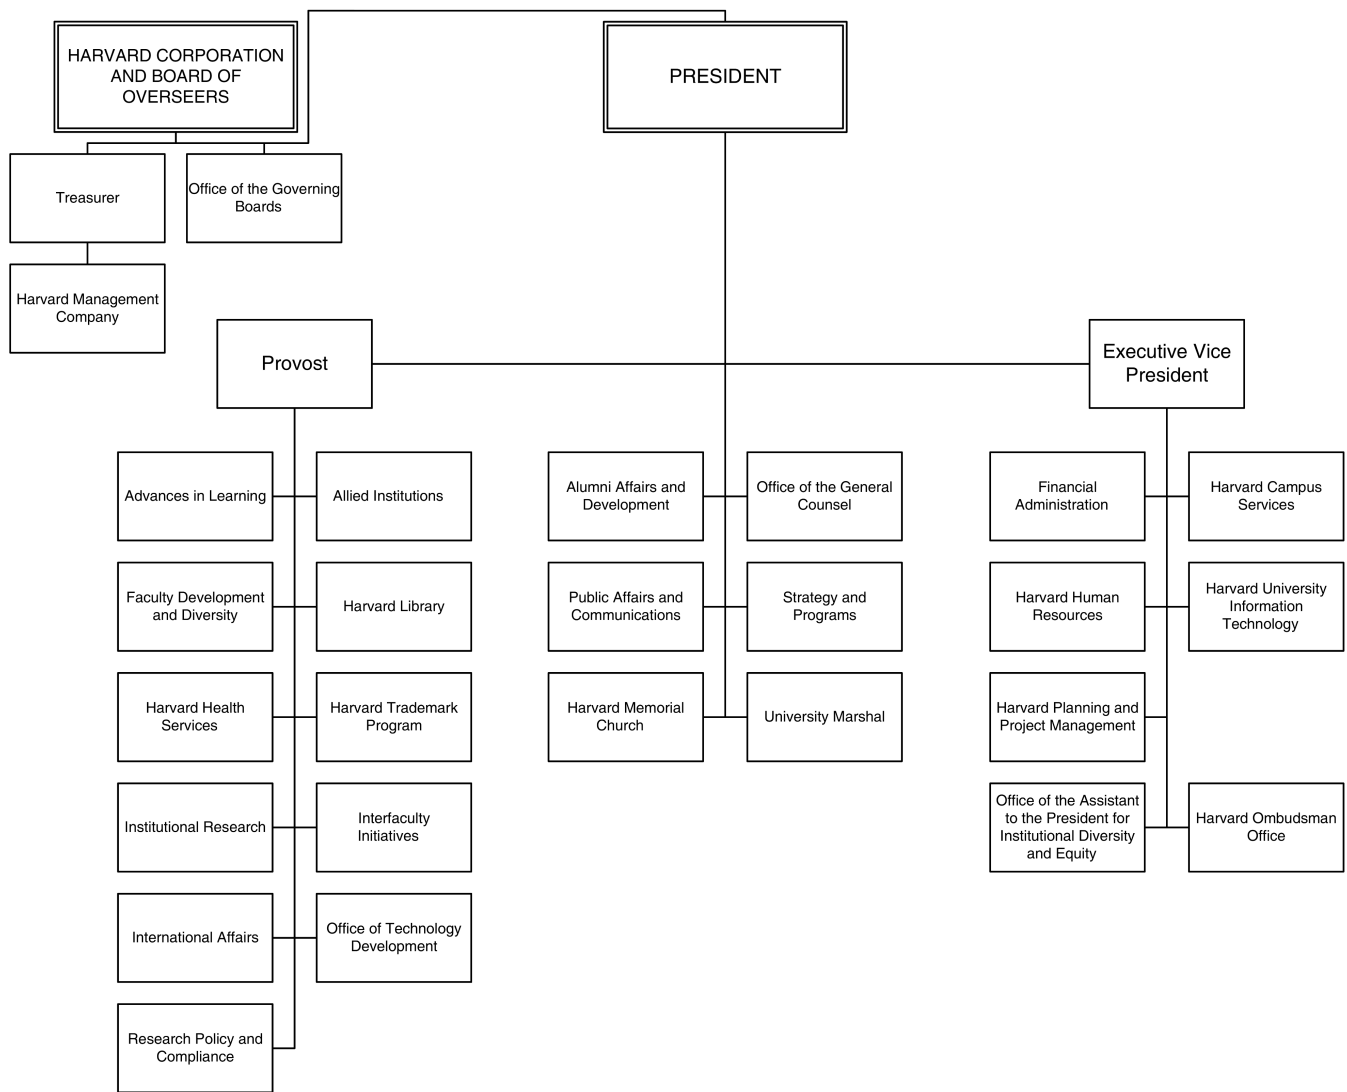 HARVARD CORPORATION
AND BOARD OF
OVERSEERS
PRESIDENT
Treasurer
Office of the Governing
Boards
Harvard Management
Company
Provost
Executive Vice
President
Advances in Learning
Allied Institutions
Faculty Development
and Diversity
Harvard Library
Harvard Health
Services
Harvard Trademark
Program
Institutional Research
Interfaculty
Initiatives
International Affairs
Office of Technology
Development
Research Policy and
Compliance
Alumni Affairs and
Development
Office of the General
Counsel
Public Affairs and
Communications
Strategy and
Programs
Harvard Memorial
Church
University Marshal
Financial
Administration
Harvard Campus
Services
Harvard Human
Resources
Harvard University
Information
Technology
Harvard Planning and
Project Management
Office of the Assistant
to the President for
Institutional Diversity
and Equity
Harvard Ombudsman
Office